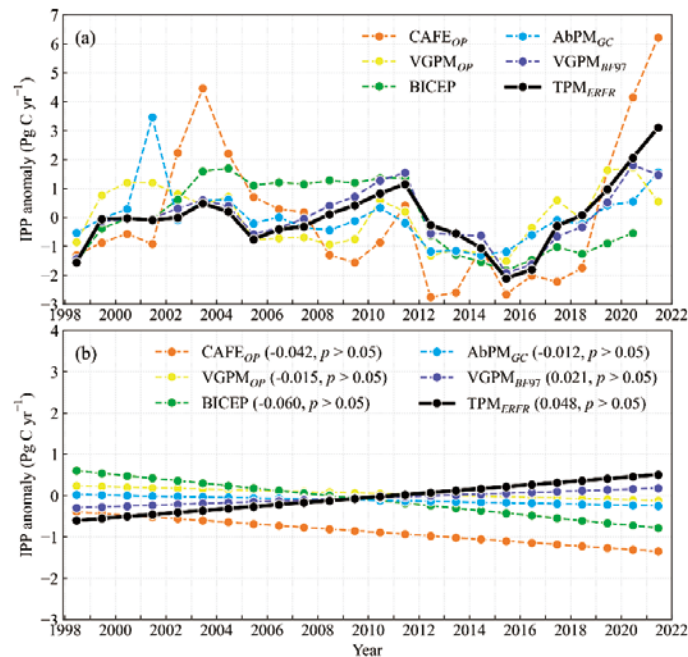 (a)
CAFE_OP
VGPM_OP
BICEP
AbPM_GC
VGPM_BF97
TPM_ERFR
IPP anomaly (Pg C yr⁻¹)
7
6
5
4
3
2
1
0
−1
−2
−3
1998 2000 2002 2004 2006 2008 2010 2012 2014 2016 2018 2020 2022
(b)
CAFE_OP (-0.042, p > 0.05)
VGPM_OP (-0.015, p > 0.05)
BICEP (-0.060, p > 0.05)
AbPM_GC (-0.012, p > 0.05)
VGPM_BF97 (0.021, p > 0.05)
TPM_ERFR (0.048, p > 0.05)
IPP anomaly (Pg C yr⁻¹)
4
3
2
1
0
−1
−2
−3
1998 2000 2002 2004 2006 2008 2010 2012 2014 2016 2018 2020 2022
Year